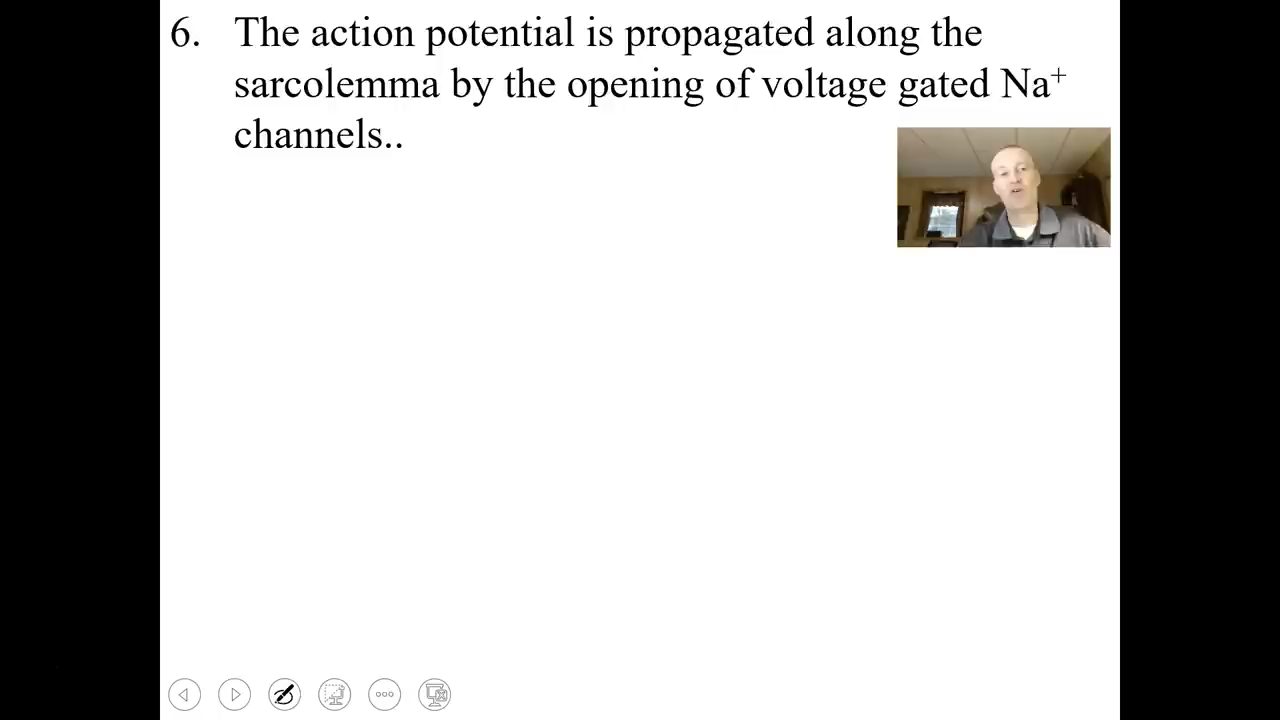 6. The action potential is propagated along the
sarcolemma by the opening of voltage gated Na⁺
channels..